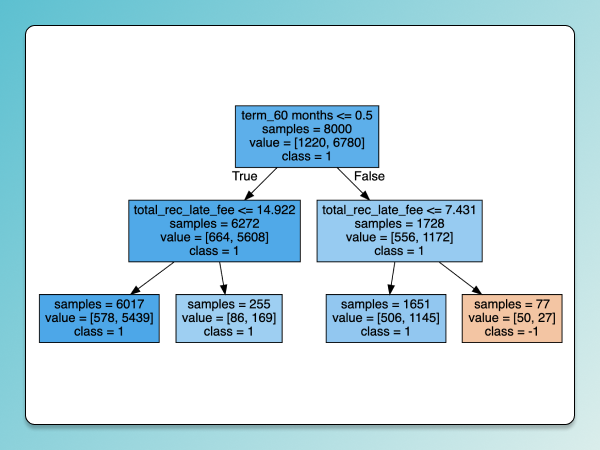 term_60 months <= 0.5
samples = 8000
value = [1220, 6780]
class = 1
True
False
total_rec_late_fee <= 14.922
samples = 6272
value = [664, 5608]
class = 1
total_rec_late_fee <= 7.431
samples = 1728
value = [556, 1172]
class = 1
samples = 6017
value = [578, 5439]
class = 1
samples = 255
value = [86, 169]
class = 1
samples = 1651
value = [506, 1145]
class = 1
samples = 77
value = [50, 27]
class = -1